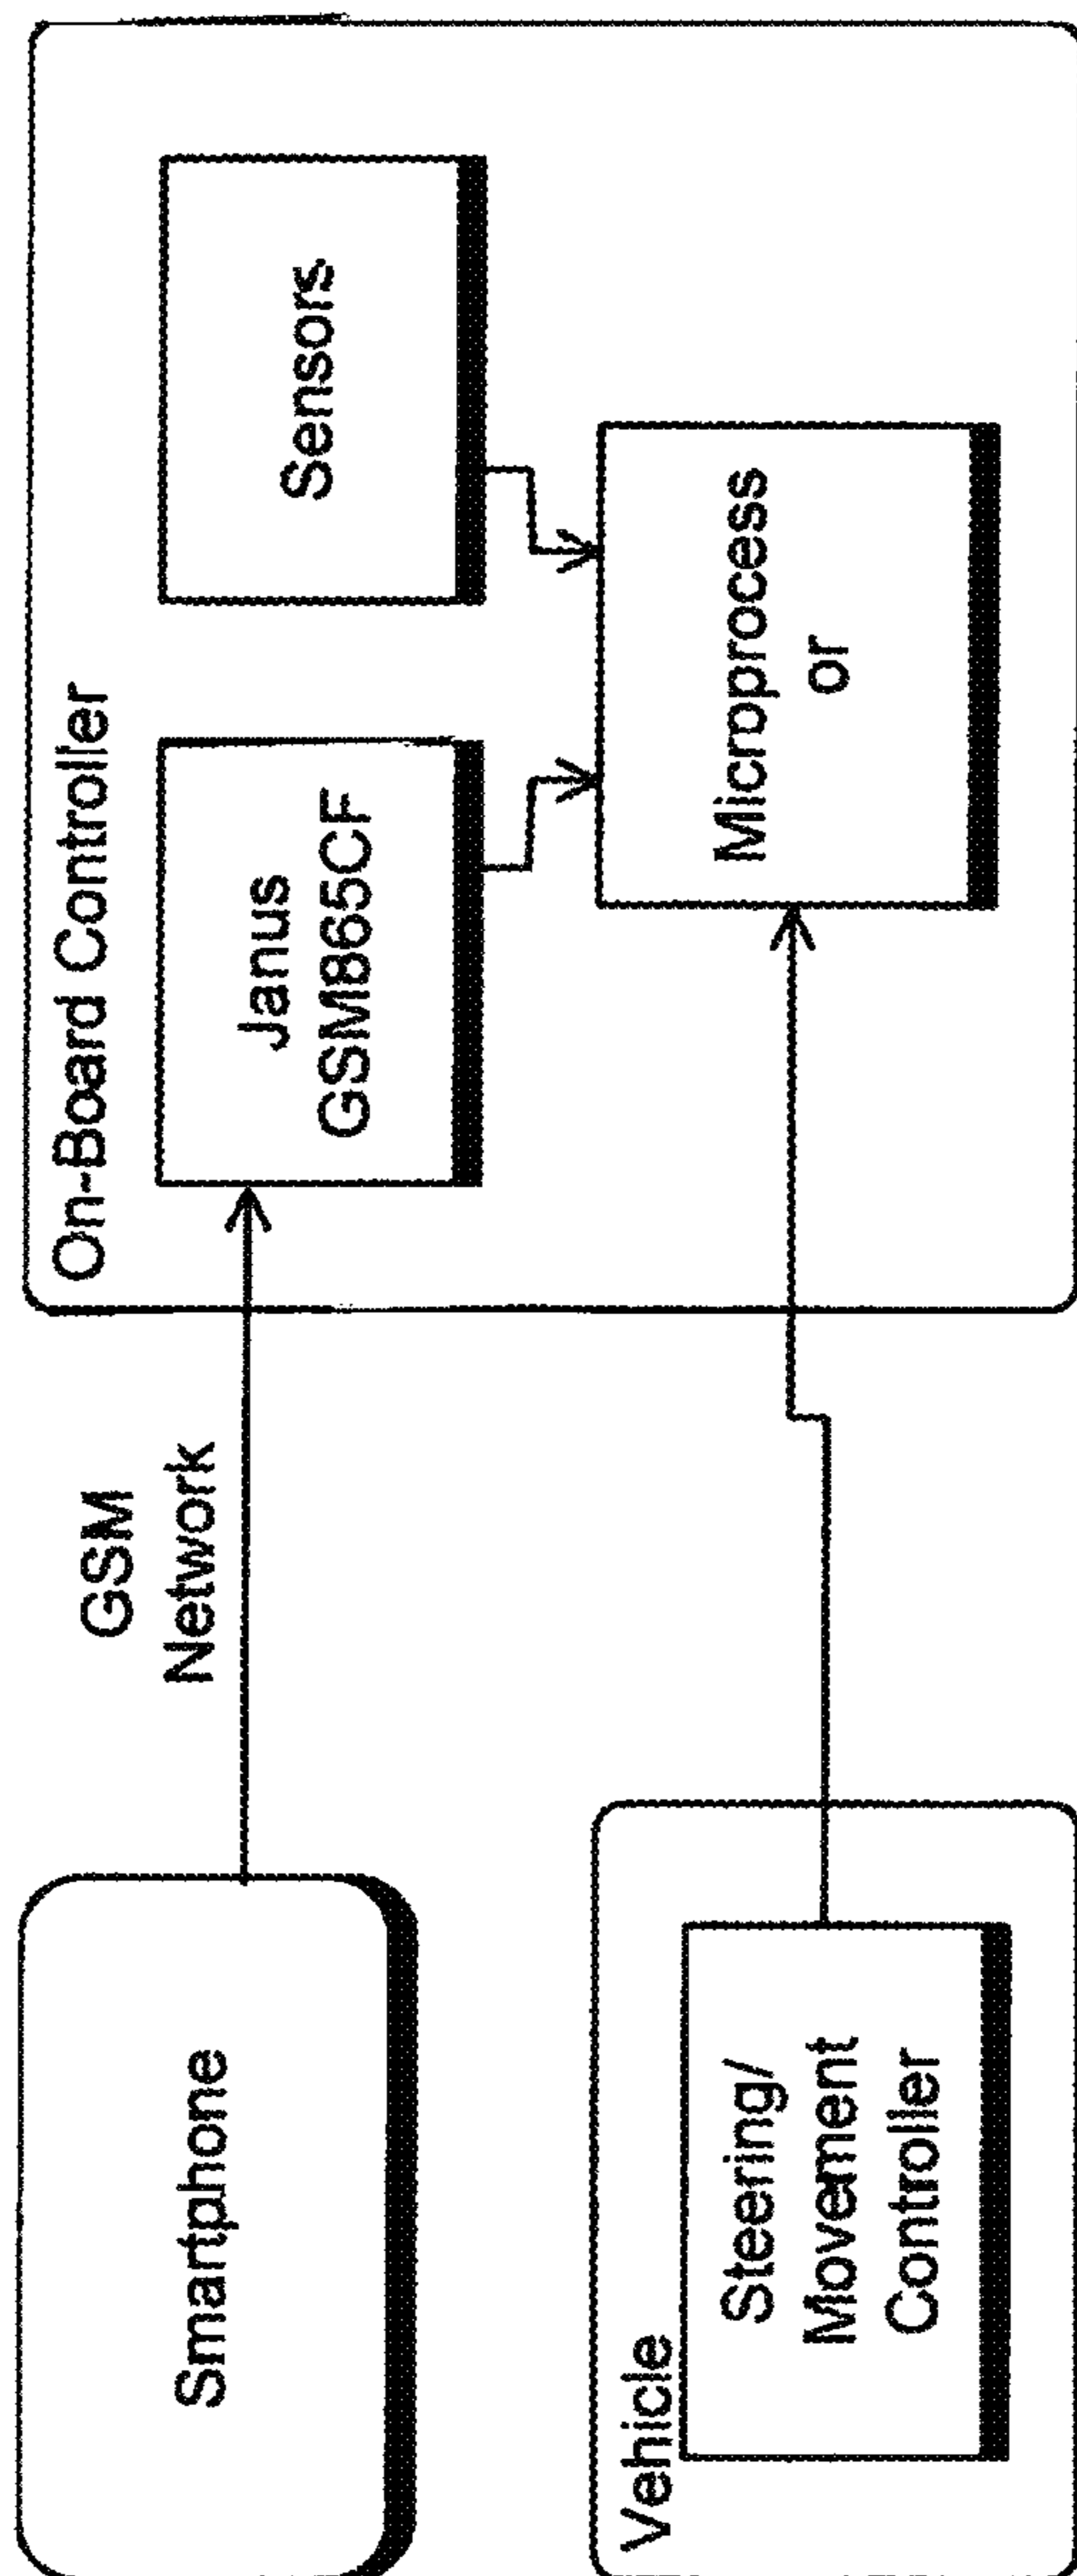 Smartphone
GSM
Network
On-Board Controller
Janus
GSM865CF
Sensors
Microprocess
or
Vehicle
Steering/
Movement
Controller